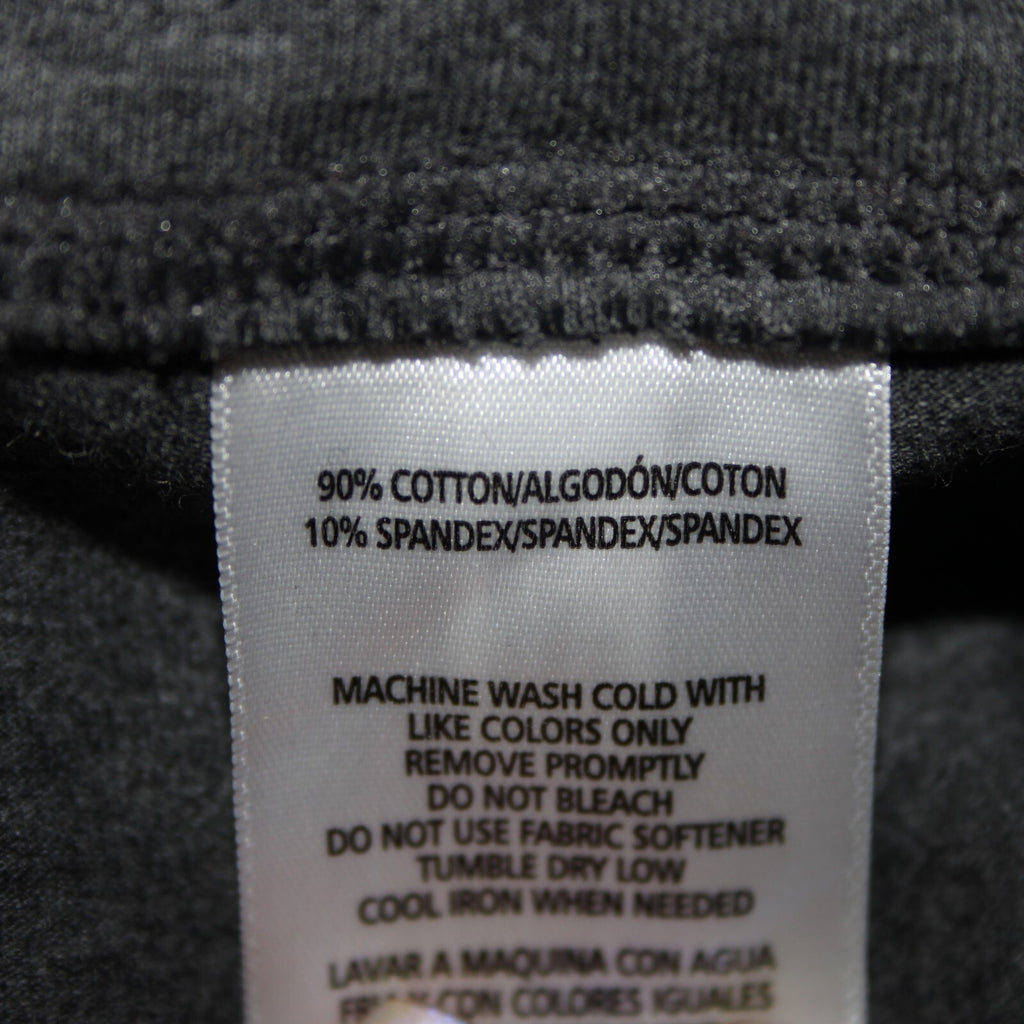 90% COTTON/ALGODÓN/COTON
10% SPANDEX/SPANDEX/SPANDEX
MACHINE WASH COLD WITH
LIKE COLORS ONLY
REMOVE PROMPTLY
DO NOT BLEACH
DO NOT USE FABRIC SOFTENER
TUMBLE DRY LOW
COOL IRON WHEN NEEDED
LAVAR A MAQUINA CON AGUA
CON COLORES IGUALES